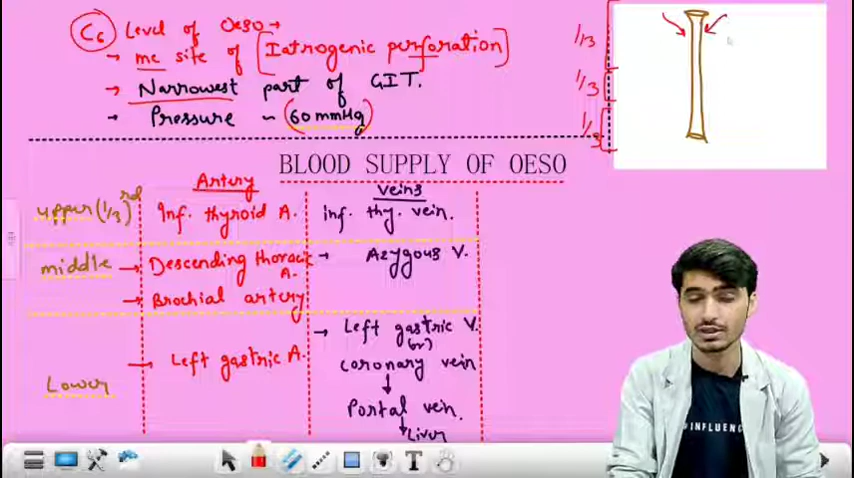 C6 Level of Oeso→
→ mc site of [Iatrogenic perforation]
→ Narrowest part of GIT.
→ Pressure ~ (60 mmHg)
1/3
1/3
1/3
BLOOD SUPPLY OF OESO
Artery
Veins
upper (1/3)rd
Inf. thyroid A.
inf. thy. vein.
middle
→ Descending thoracic A.
→ Azygous V.
→ Brochial artery
Lower
→ Left gastric A.
→ Left gastric V.
(or)
coronary vein
↓
Portal vein.
↓
Liver
INFLUENC
T